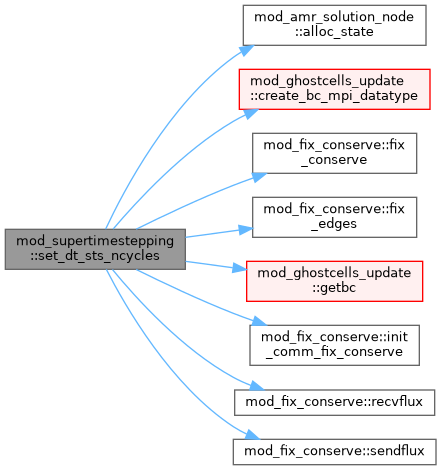 mod_amr_solution_node
::alloc_state
mod_ghostcells_update
::create_bc_mpi_datatype
mod_fix_conserve::fix
_conserve
mod_fix_conserve::fix
_edges
mod_supertimestepping
::set_dt_sts_ncycles
mod_ghostcells_update
::getbc
mod_fix_conserve::init
_comm_fix_conserve
mod_fix_conserve::recvflux
mod_fix_conserve::sendflux